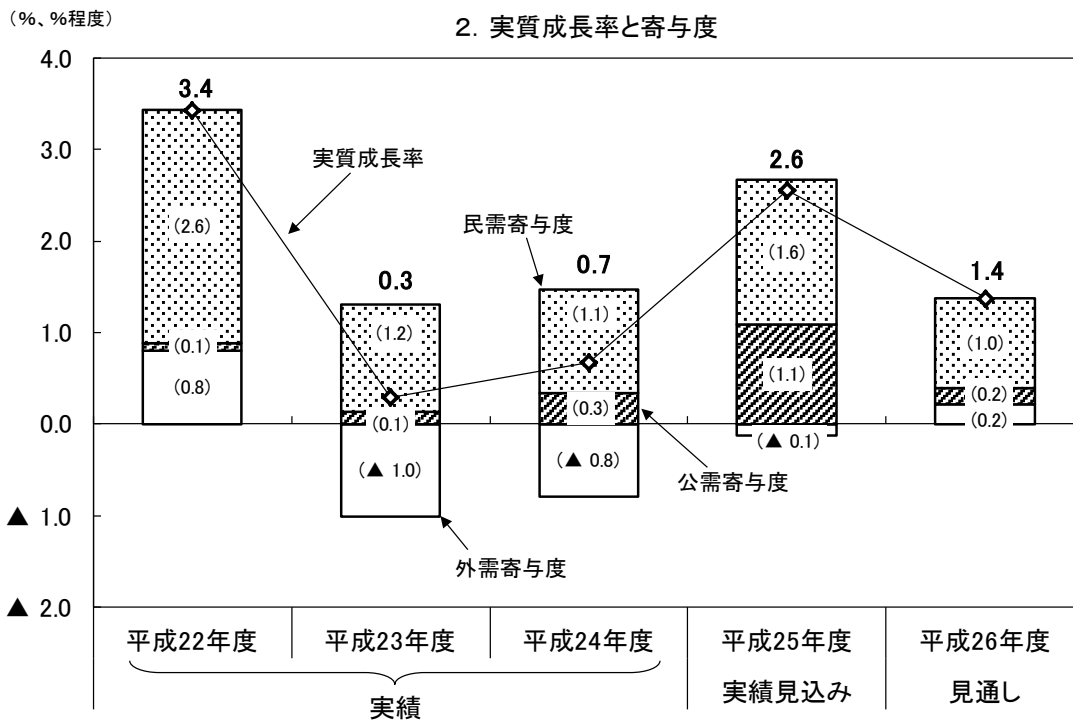 （%、%程度）
2．実質成長率と寄与度
4.0
3.0
2.0
1.0
0.0
▲ 1.0
▲ 2.0
3.4
（2.6）
（0.1）
（0.8）
実質成長率
0.3
（1.2）
（0.1）
（▲ 1.0）
外需寄与度
民需寄与度
0.7
（1.1）
（0.3）
（▲ 0.8）
公需寄与度
2.6
（1.6）
（1.1）
（▲ 0.1）
1.4
（1.0）
（0.2）
（0.2）
平成22年度
平成23年度
平成24年度
平成25年度
平成26年度
実績
実績見込み
見通し